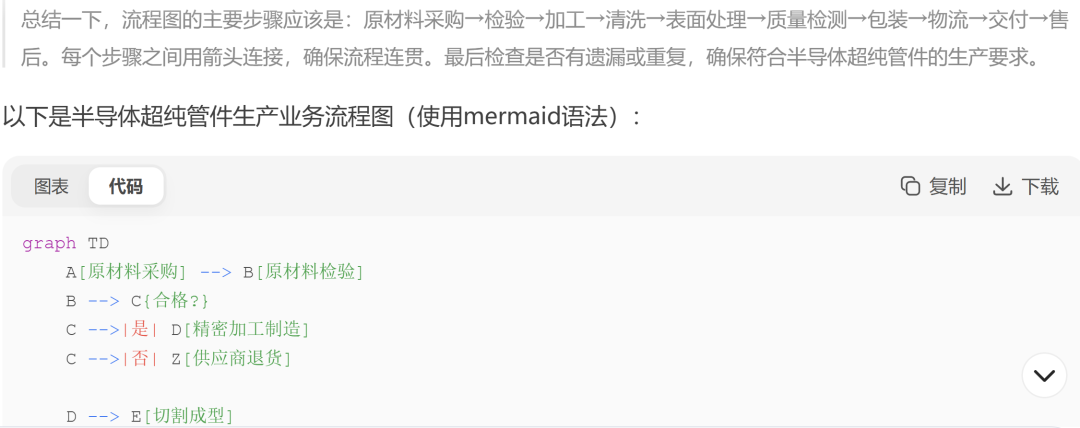 总结一下，流程图的主要步骤应该是：原材料采购→检验→加工→清洗→表面处理→质量检测→包装→物流→交付→售
后。每个步骤之间用箭头连接，确保流程连贯。最后检查是否有遗漏或重复，确保符合半导体超纯管件的生产要求。
以下是半导体超纯管件生产业务流程图（使用mermaid语法）：
图表 代码 复制 下载
graph TD
A[原材料采购] --> B[原材料检验]
B --> C{合格?}
C -->|是| D[精密加工制造]
C -->|否| Z[供应商退货]
D --> E[切割成型]